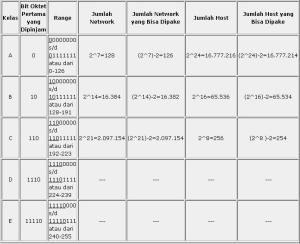 Kelas
Bit Oktet
Pertama
yang
Dipinjam
Range
Jumlah
Network
Jumlah Network
yang Bisa Dipake
Jumlah Host
Jumlah Host yang
Bisa Dipake
A
0
00000000
s/d
01111111
atau dari
0-126
2^7=128
(2^7)-2=126
2^24=16.777.216
(2^24)-2=16.777.214
B
10
10000000
s/d
10111111
atau dari
128-191
2^14=16.384
(2^14)-2=16.382
2^16=65.536
(2^16)-2=65.534
C
110
11000000
s/d
11011111
atau dari
192-223
2^21=2.097.154
(2^21)-2=2.097.154
2^8=256
(2^8 )-2=254
D
1110
11100000
s/d
11101111
atau dari
224-239
---
---
---
---
E
11110
11110000
s/d
11110111
atau dari
240-255
---
---
---
---